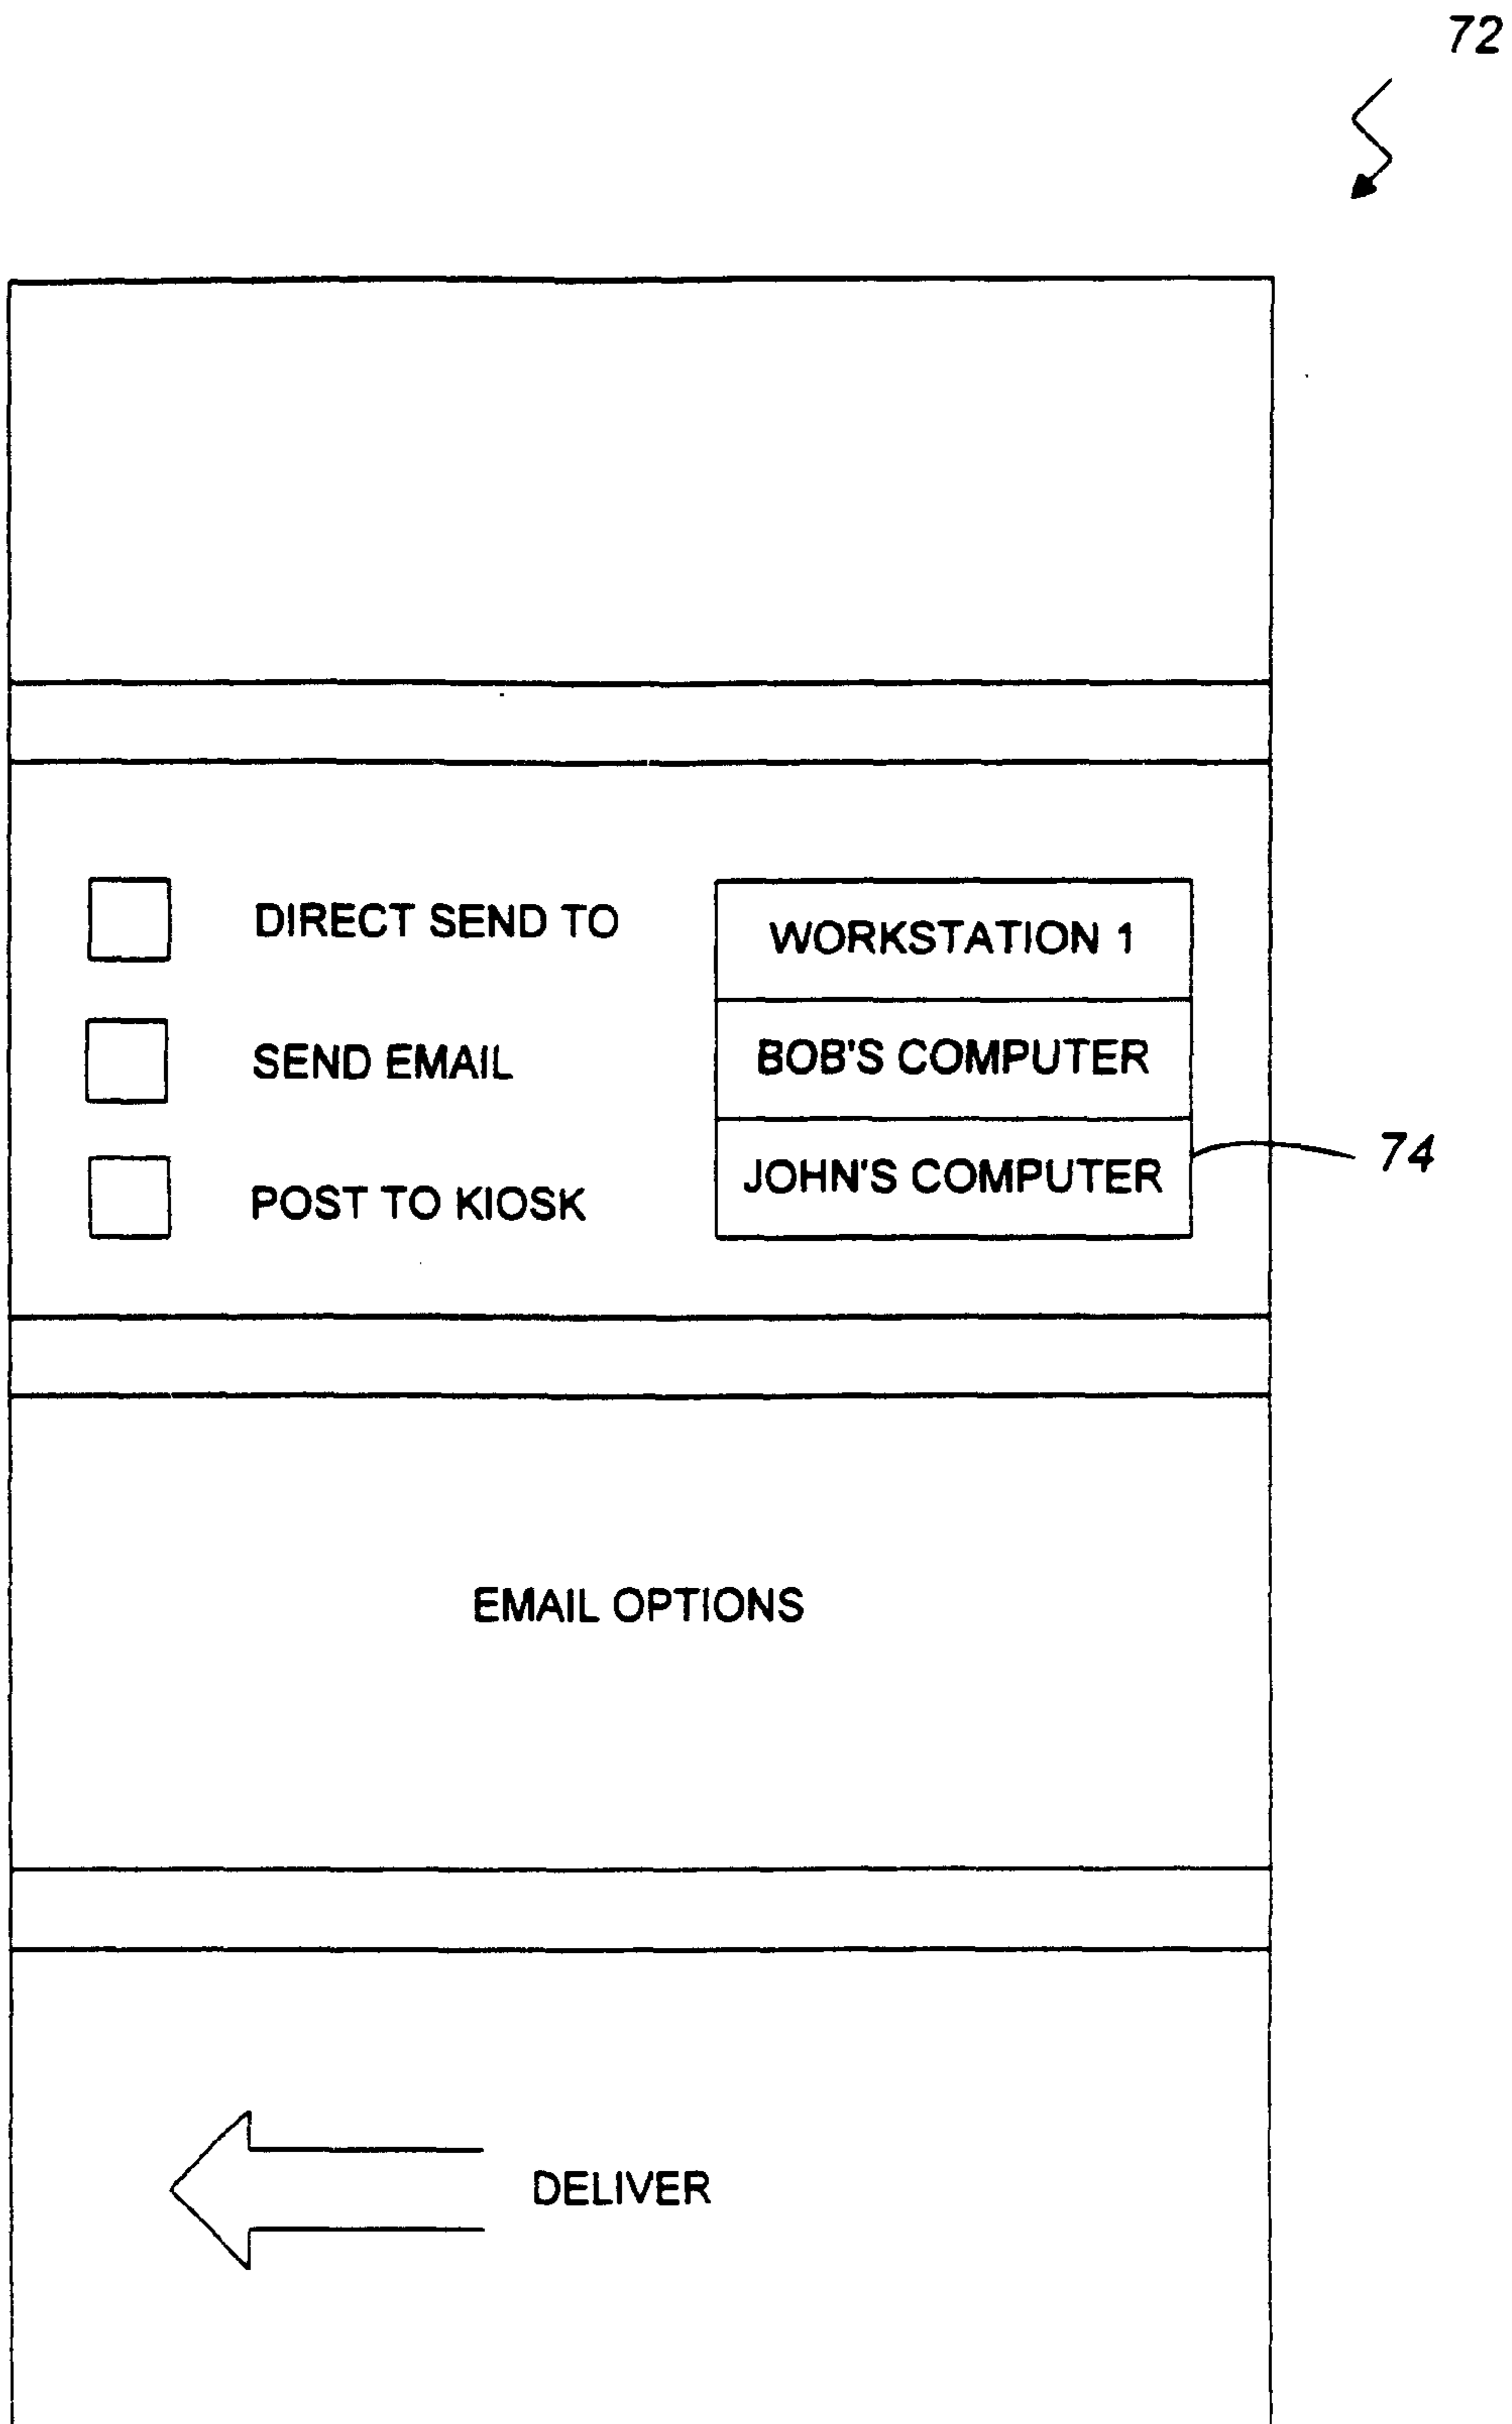 72
DIRECT SEND TO
WORKSTATION 1
SEND EMAIL
BOB'S COMPUTER
POST TO KIOSK
JOHN'S COMPUTER
74
EMAIL OPTIONS
DELIVER